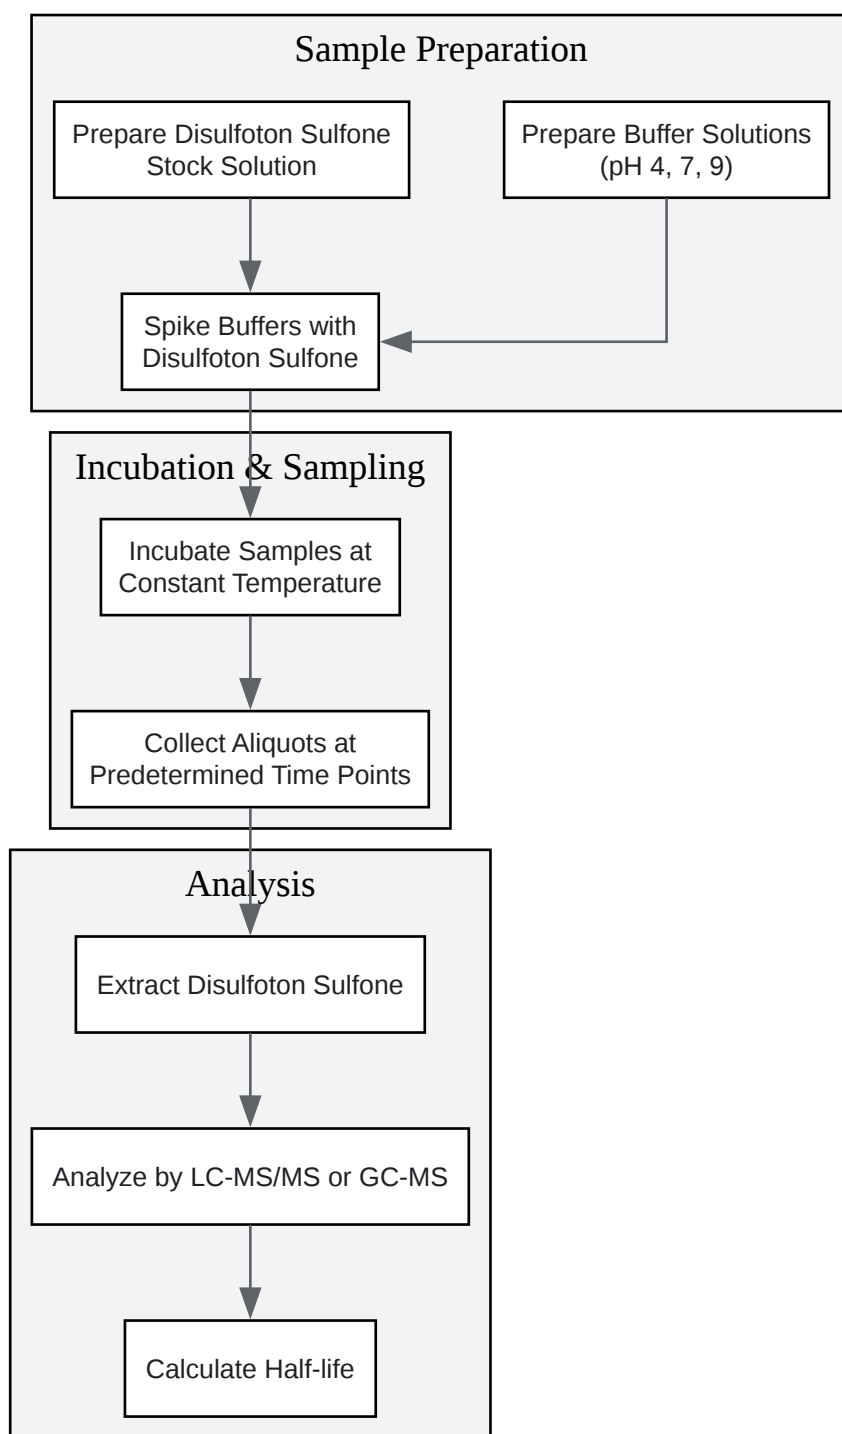 Sample Preparation
Prepare Disulfoton Sulfone
Stock Solution
Prepare Buffer Solutions
(pH 4, 7, 9)
Spike Buffers with
Disulfoton Sulfone
Incubation & Sampling
Incubate Samples at
Constant Temperature
Collect Aliquots at
Predetermined Time Points
Analysis
Extract Disulfoton Sulfone
Analyze by LC-MS/MS or GC-MS
Calculate Half-life